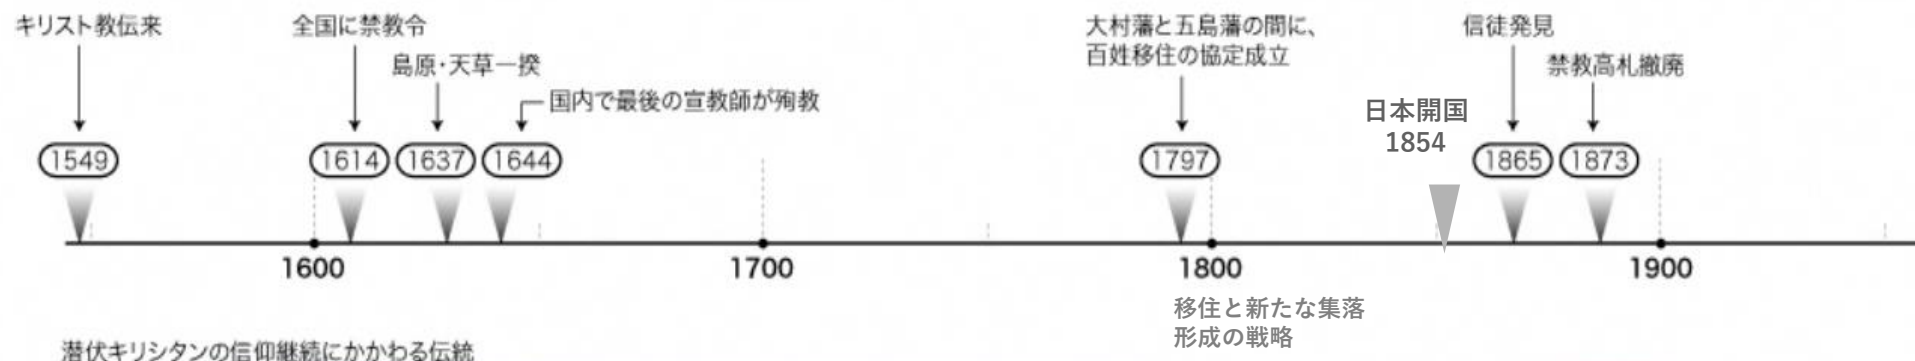 キリスト教伝来
全国に禁教令
島原・天草一揆
国内で最後の宣教師が殉教
大村藩と五島藩の間に、
百姓移住の協定成立
日本開国
1854
信徒発見
禁教高札撤廃
1549
1614
1637
1644
1797
1865
1873
1600
1700
1800
1900
移住と新たな集落
形成の戦略
潜伏キリシタンの信仰継続にかかわる伝統